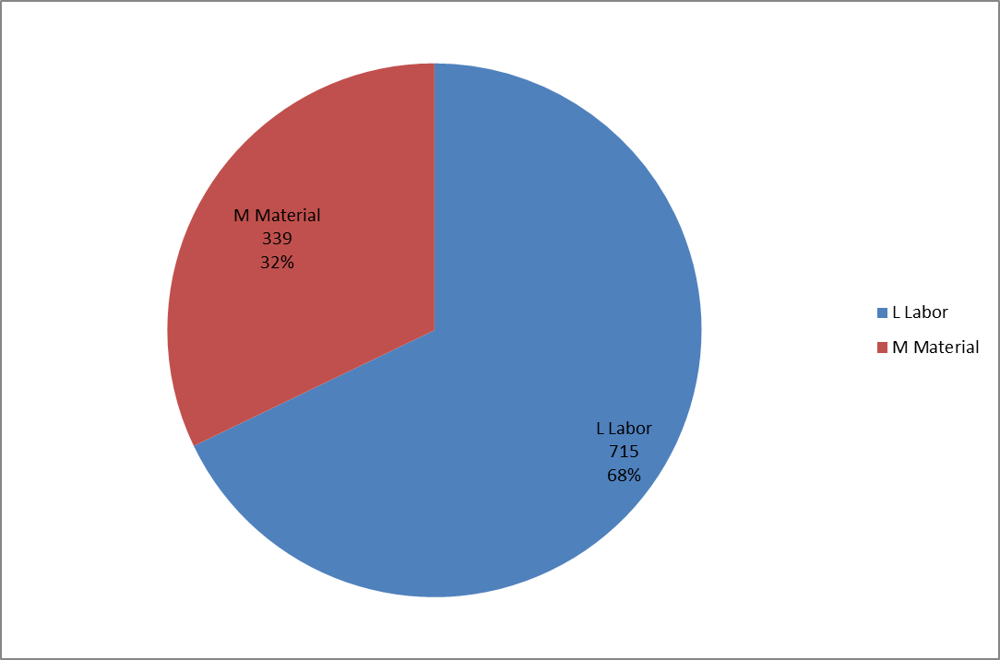 M Material
339
32%
L Labor
715
68%
L Labor
M Material